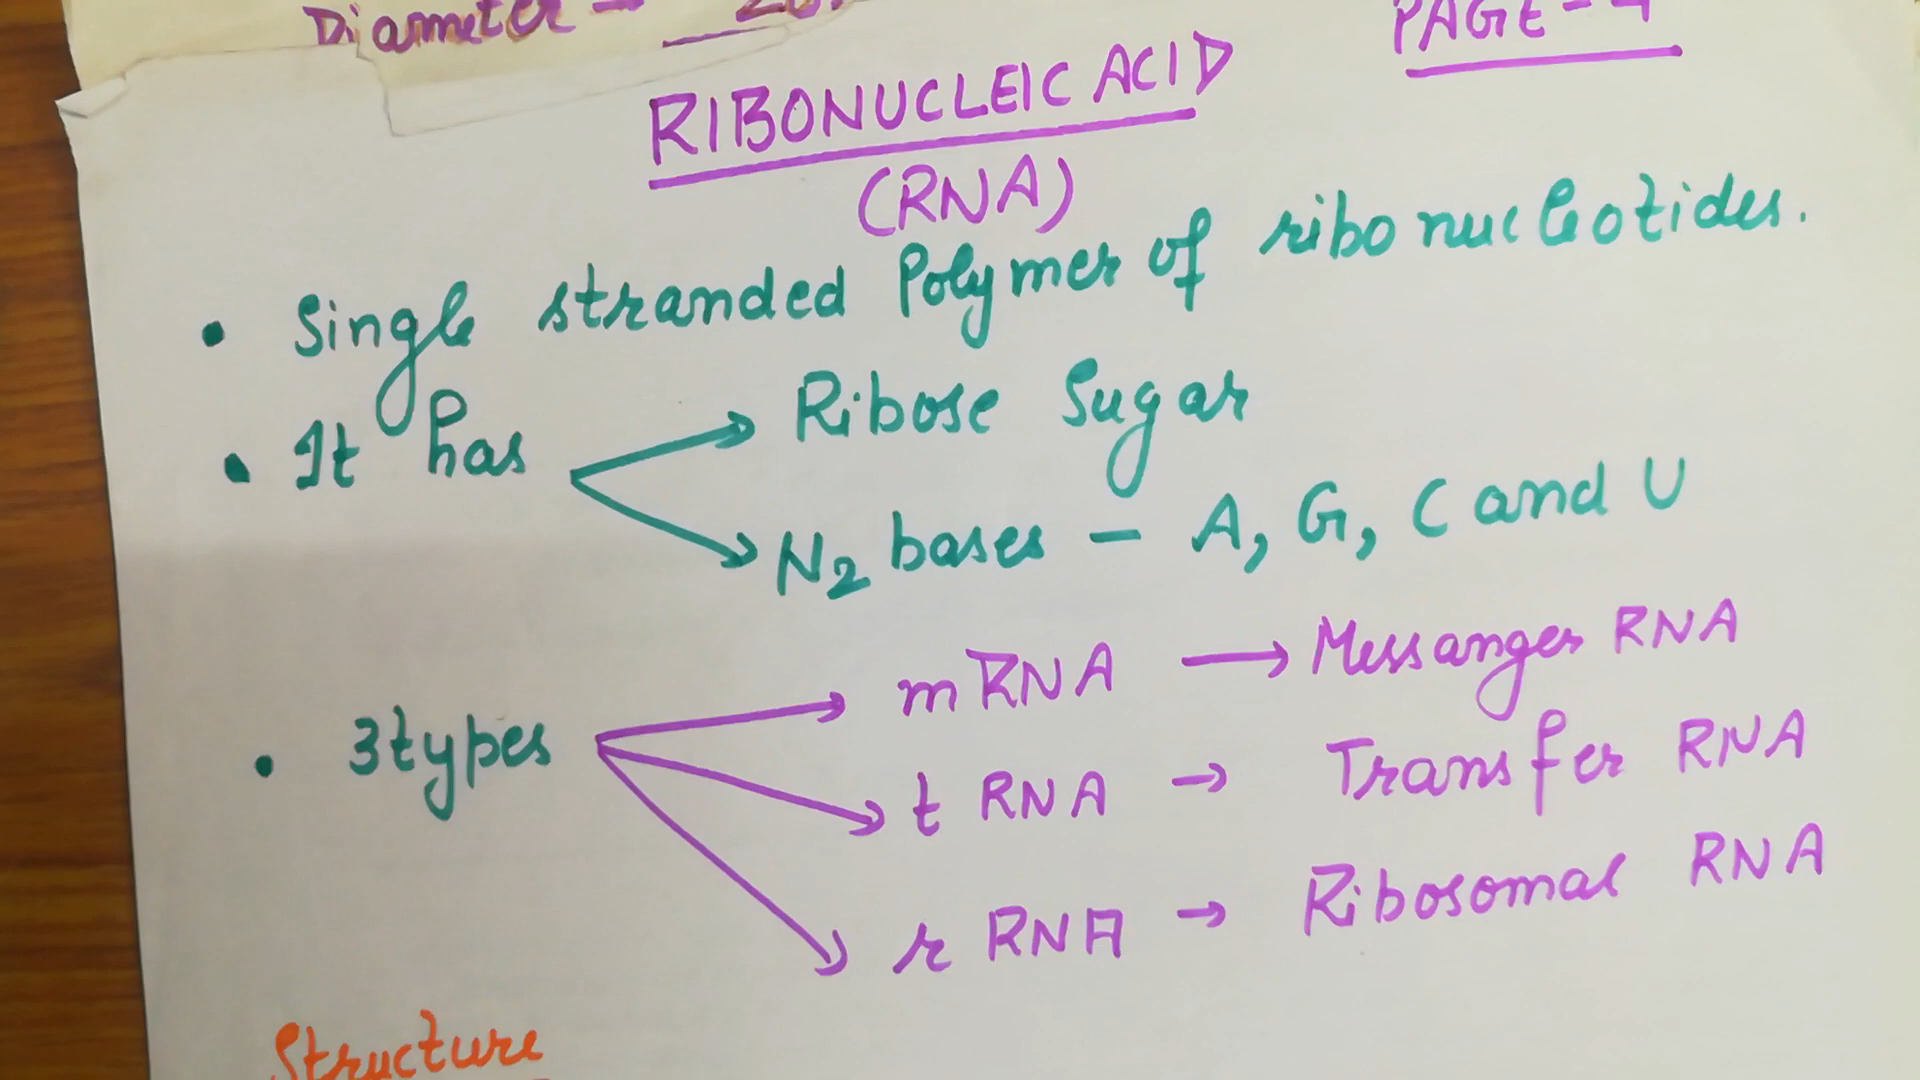 Diameter -
PAGE-4
RIBONUCLEIC ACID
(RNA)
• Single stranded Polymer of ribonucleotides.
• It has → Ribose Sugar
→ N2 bases - A, G, C and U
• 3types → mRNA → Messanger RNA
→ t RNA → Transfer RNA
→ r RNA → Ribosomal RNA
Structure